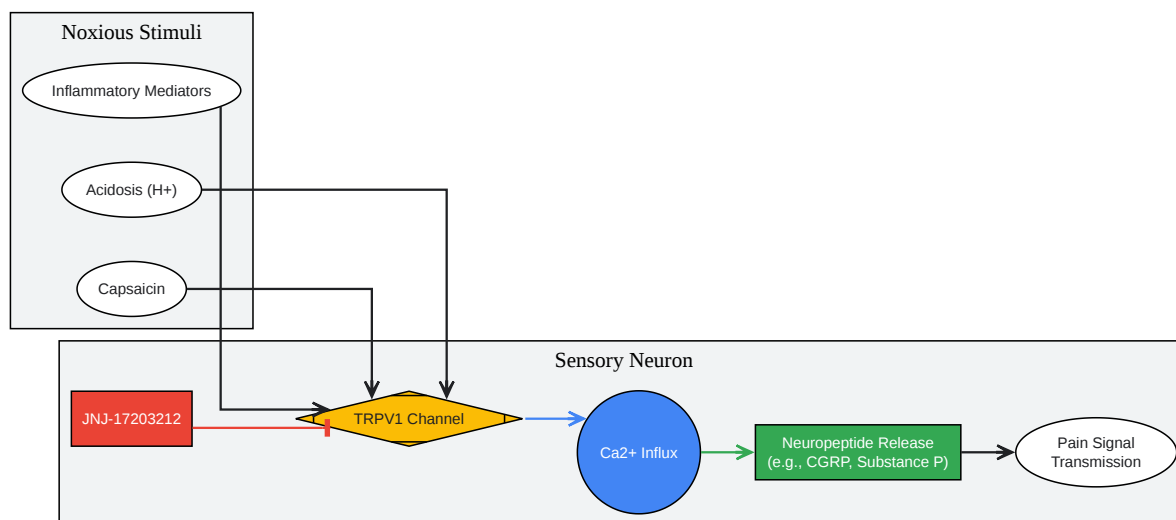 Noxious Stimuli
Inflammatory Mediators
Acidosis (H+)
Capsaicin
Sensory Neuron
JNJ-17203212
TRPV1 Channel
Ca2+ Influx
Neuropeptide Release
(e.g., CGRP, Substance P)
Pain Signal
Transmission